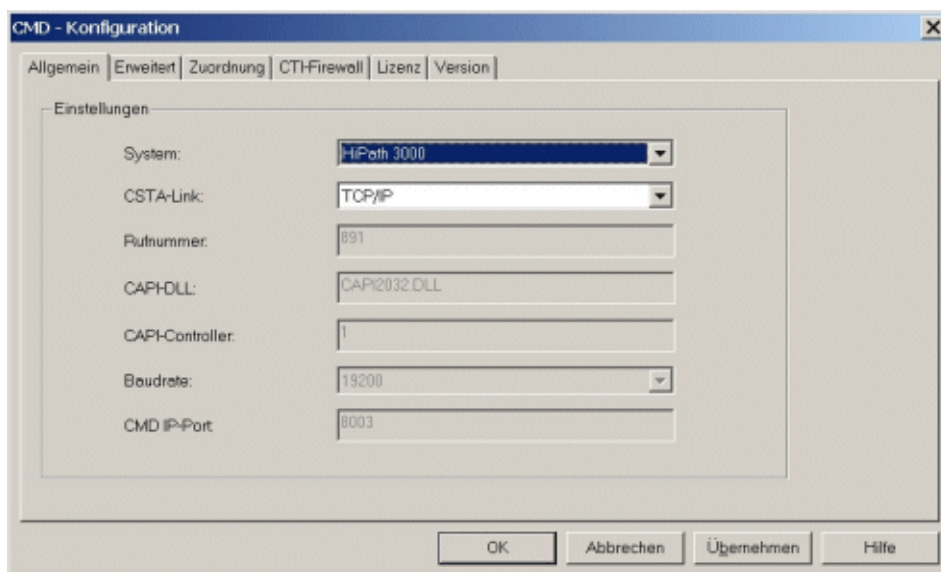 CMD - Konfiguration
Allgemein Erweitert Zuordnung CTI-Firewall Lizenz Version
Einstellungen
System: HiPath 3000
CSTA-Link: TCP/IP
Rufnummer: 891
CAPI-DLL: CAPI2032.DLL
CAPI-Controller: 1
Baudrate: 19200
CMD IP-Port: 8003
OK Abbrechen Übernehmen Hilfe